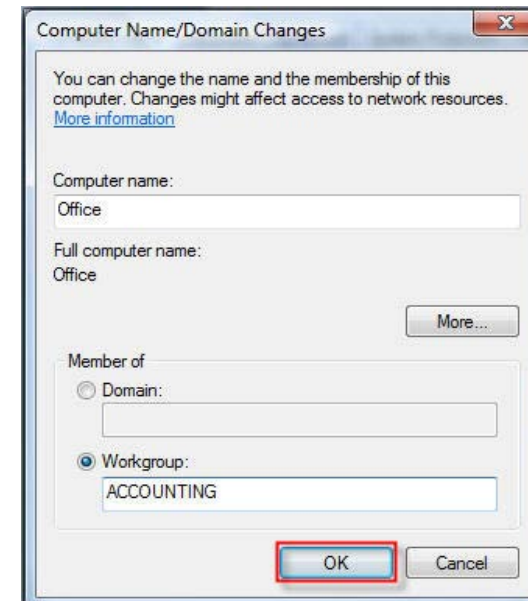 Computer Name/Domain Changes
You can change the name and the membership of this
computer. Changes might affect access to network resources.
More information
Computer name:
Office
Full computer name:
Office
More...
Member of
Domain:
Workgroup:
ACCOUNTING
OK Cancel